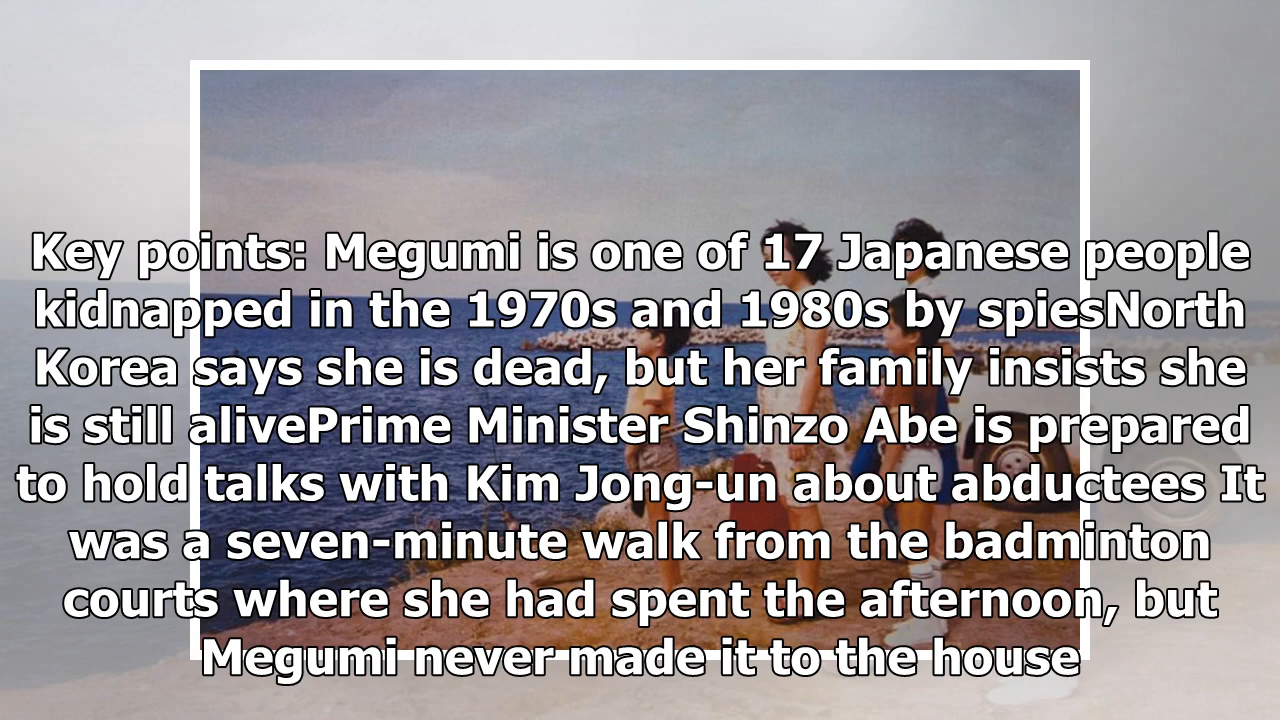 Key points: Megumi is one of 17 Japanese people
kidnapped in the 1970s and 1980s by spiesNorth
Korea says she is dead, but her family insists she
is still alivePrime Minister Shinzo Abe is prepared
to hold talks with Kim Jong-un about abductees It
was a seven-minute walk from the badminton
courts where she had spent the afternoon, but
Megumi never made it to the house